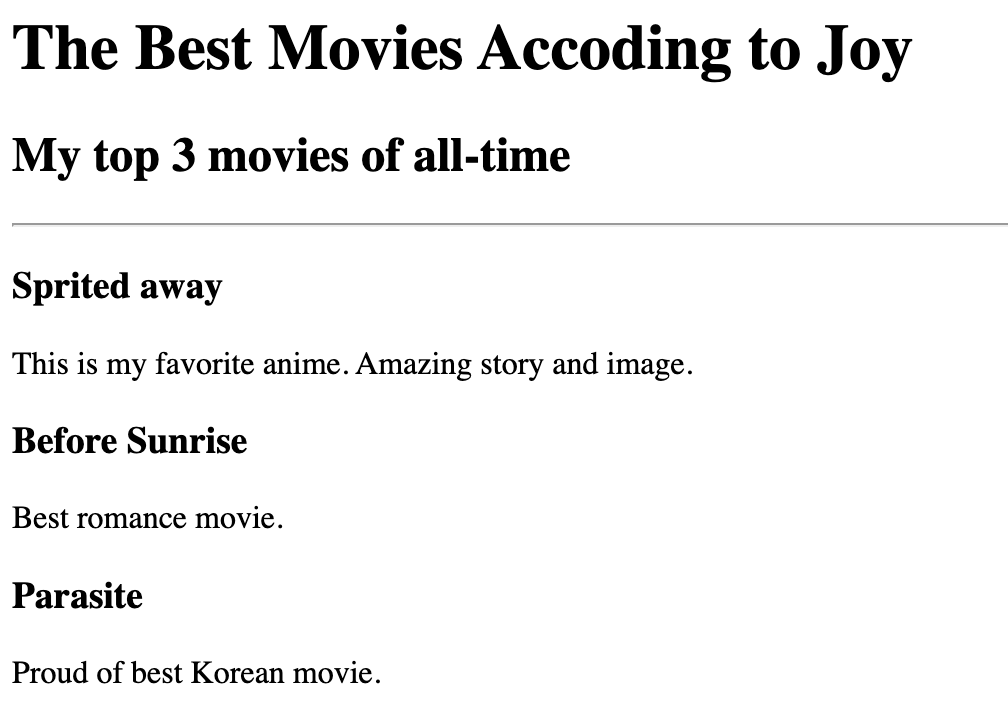 The Best Movies Accoding to Joy
My top 3 movies of all-time
Sprited away
This is my favorite anime. Amazing story and image.
Before Sunrise
Best romance movie.
Parasite
Proud of best Korean movie.